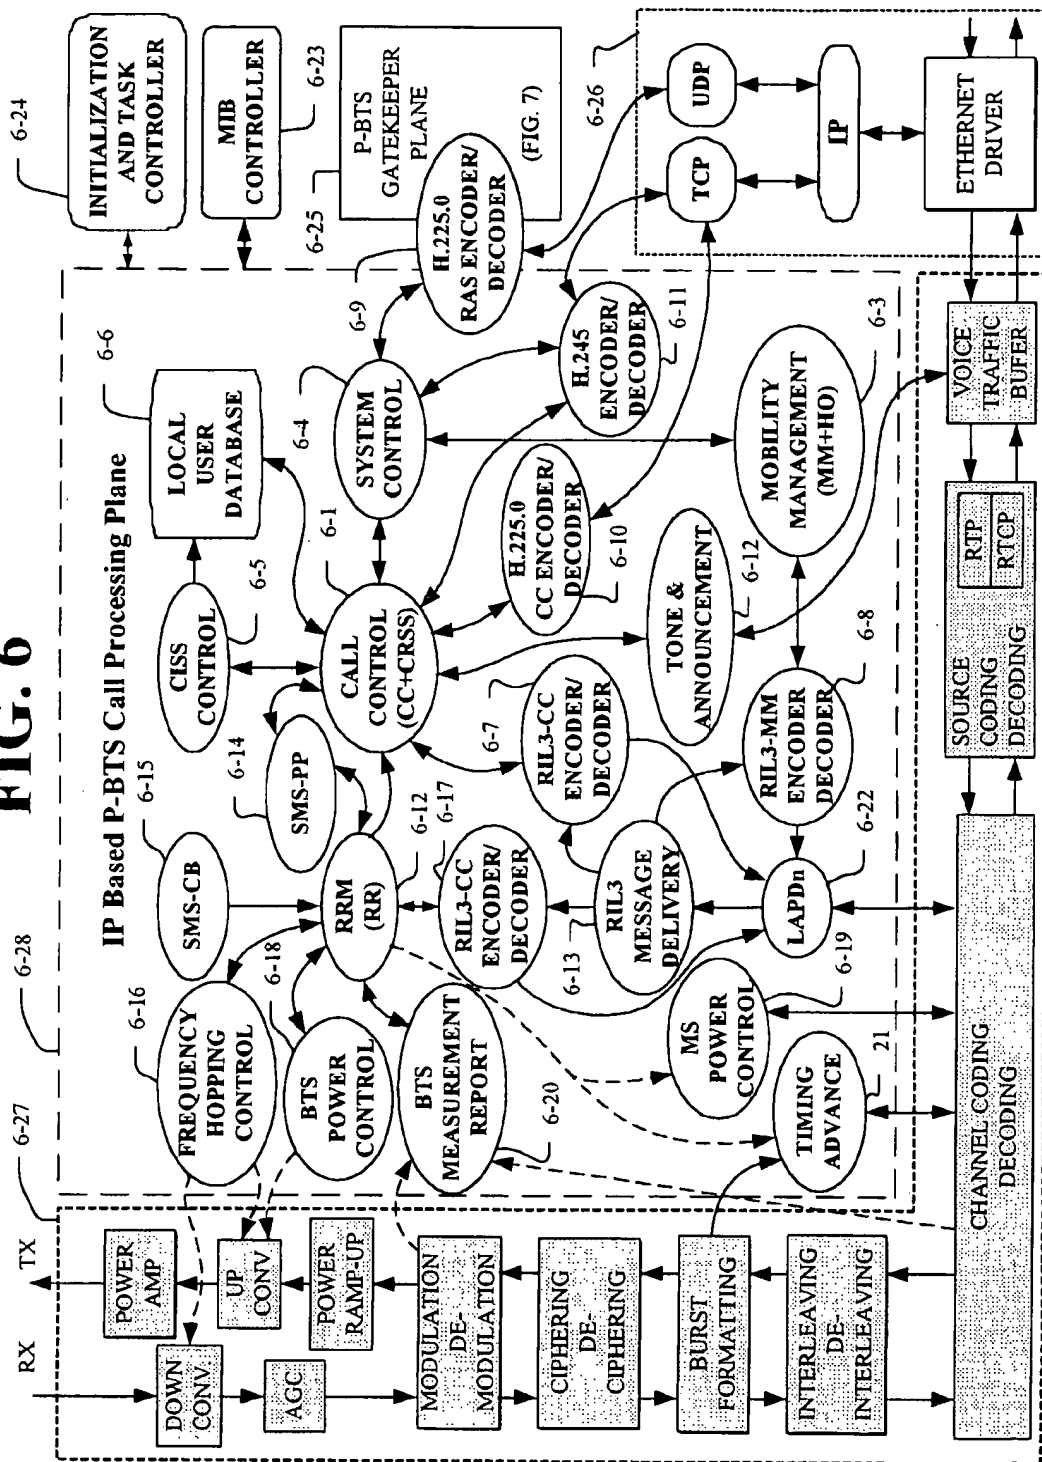 FIG. 6
IP Based P-BTS Call Processing Plane
6-28
6-27
RX
TX
POWER
AMP
DOWN
CONV.
UP
CONV
AGC
POWER
RAMP-UP
MODULATION
DE-
MODULATION
CIPHERING
DE-
CIPHERING
BURST
FORMATTING
INTERLEAVING
DE-
INTERLEAVING
CHANNEL CODING
DECODING
6-16
FREQUENCY
HOPPING
CONTROL
6-18
BTS
POWER
CONTROL
BTS
MEASUREMENT
REPORT
6-20
MS
POWER
CONTROL
6-19
TIMING
ADVANCE
21
6-15
SMS-CB
6-14
SMS-PP
RRM
(RR)
6-12
6-17
RIL3-CC
ENCODER/
DECODER
6-13
RIL3
MESSAGE
DELIVERY
LAPDn
6-22
CISS
CONTROL
6-5
6-6
LOCAL
USER
DATABASE
6-1
CALL
CONTROL
(CC+CRSS)
6-4
SYSTEM
CONTROL
6-7
RIL3-CC
ENCODER/
DECODER
H.225.0
CC ENCODER/
DECODER
6-10
H.245
ENCODER/
DECODER
6-11
TONE &
ANNOUNCEMENT
6-12
RIL3-MM
ENCODER
DECODER
6-8
MOBILITY
MANAGEMENT
(MM+HO)
6-3
6-24
INITIALIZATION
AND TASK
CONTROLLER
MIB
CONTROLLER
6-23
6-25
P-BTS
GATEKEEPER
PLANE
(FIG. 7)
6-9
H.225.0
RAS ENCODER/
DECODER
6-26
UDP
TCP
IP
ETHERNET
DRIVER
VOICE
TRAFFIC
BUFFER
SOURCE
CODING
DECODING
RTP
RTCP